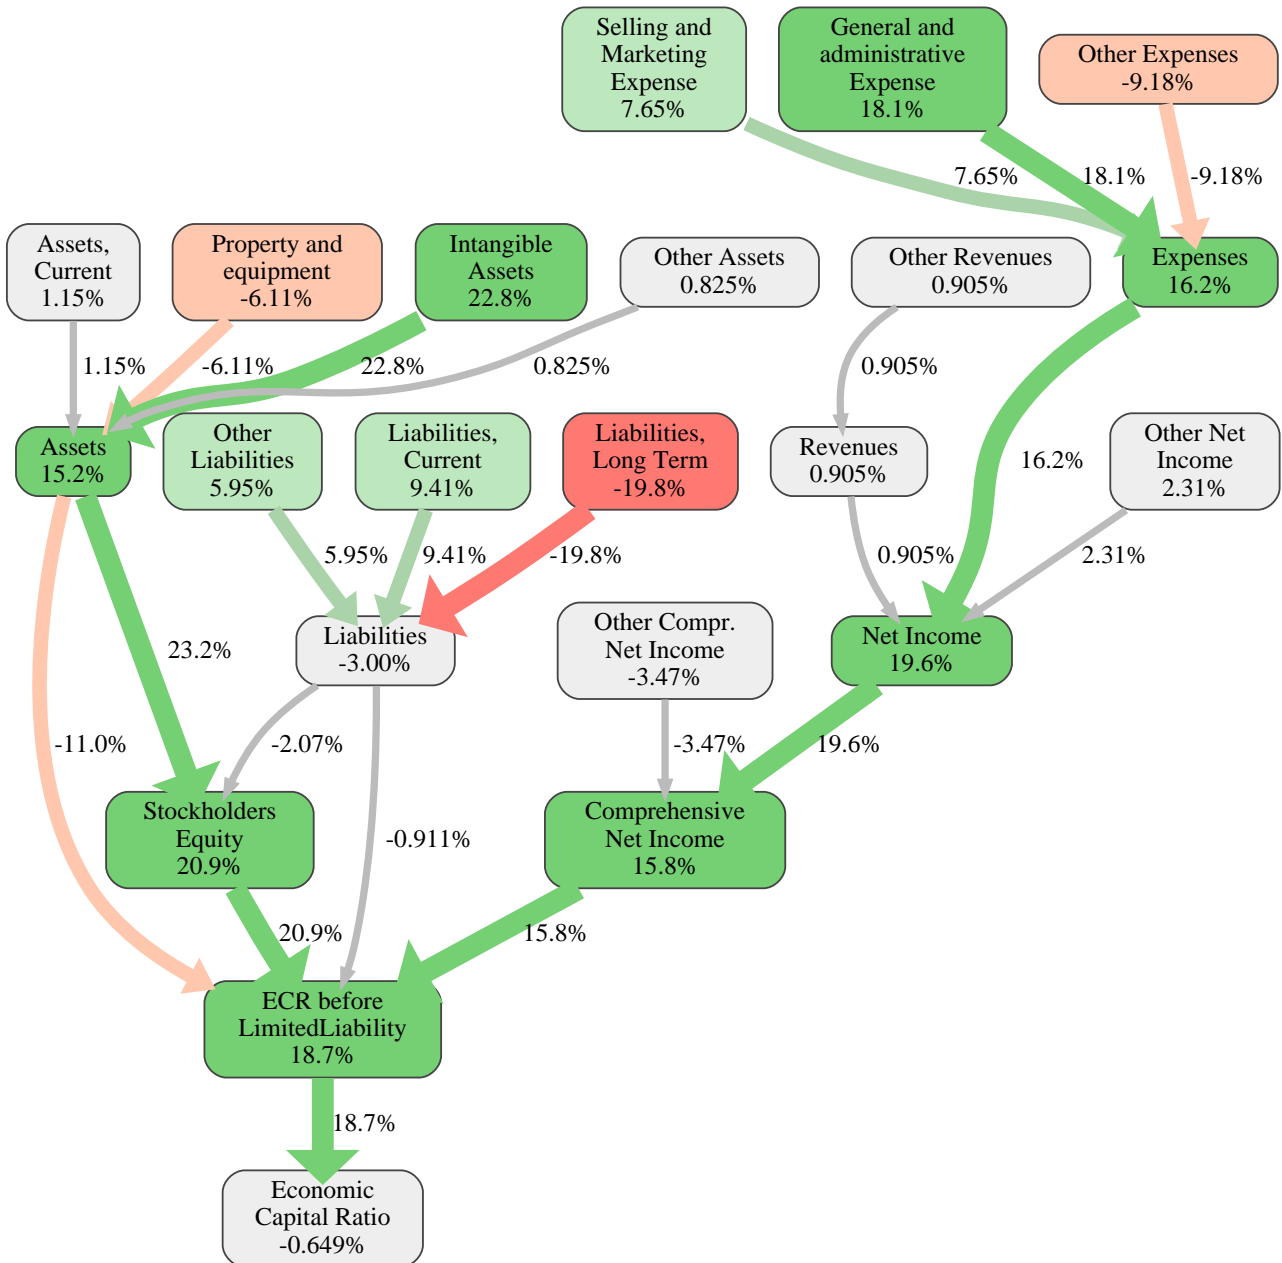 Selling and
Marketing
Expense
7.65%
General and
administrative
Expense
18.1%
Other Expenses
-9.18%
7.65%
18.1%
-9.18%
Assets,
Current
1.15%
Property and
equipment
-6.11%
Intangible
Assets
22.8%
Other Assets
0.825%
Other Revenues
0.905%
Expenses
16.2%
1.15%
-6.11%
22.8%
0.825%
0.905%
16.2%
Assets
15.2%
Other
Liabilities
5.95%
Liabilities,
Current
9.41%
Liabilities,
Long Term
-19.8%
Revenues
0.905%
Other Net
Income
2.31%
5.95%
9.41%
-19.8%
0.905%
2.31%
23.2%
Liabilities
-3.00%
Other Compr.
Net Income
-3.47%
Net Income
19.6%
-11.0%
-2.07%
-3.47%
19.6%
Stockholders
Equity
20.9%
-0.911%
Comprehensive
Net Income
15.8%
20.9%
15.8%
ECR before
LimitedLiability
18.7%
18.7%
Economic
Capital Ratio
-0.649%